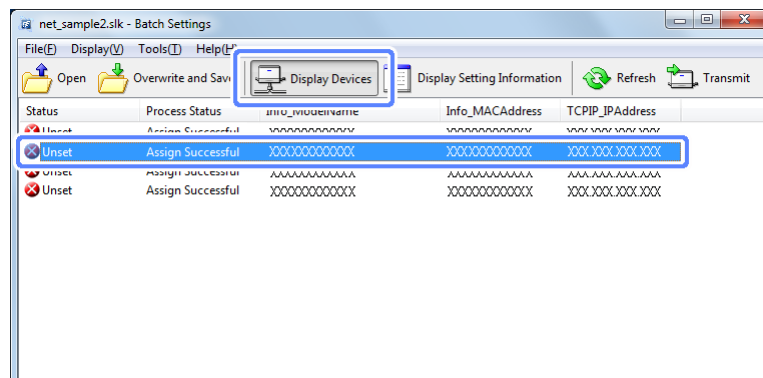 net_sample2.slk - Batch Settings
File(F) Display(V) Tools(T) Help(H
Open Overwrite and Sav Display Devices Display Setting Information Refresh Transmit
Status Process Status Info_ModelName Info_MACAddress TCPIP_IPAddress
Unset Assign Successful XXXXXXXXXXXX XXXXXXXXXXXX XXX.XXX.XXX.XXX
Unset Assign Successful XXXXXXXXXXXX XXXXXXXXXXXX XXX.XXX.XXX.XXX
Unset Assign Successful XXXXXXXXXXXX XXXXXXXXXXXX XXX.XXX.XXX.XXX
Unset Assign Successful XXXXXXXXXXXX XXXXXXXXXXXX XXX.XXX.XXX.XXX